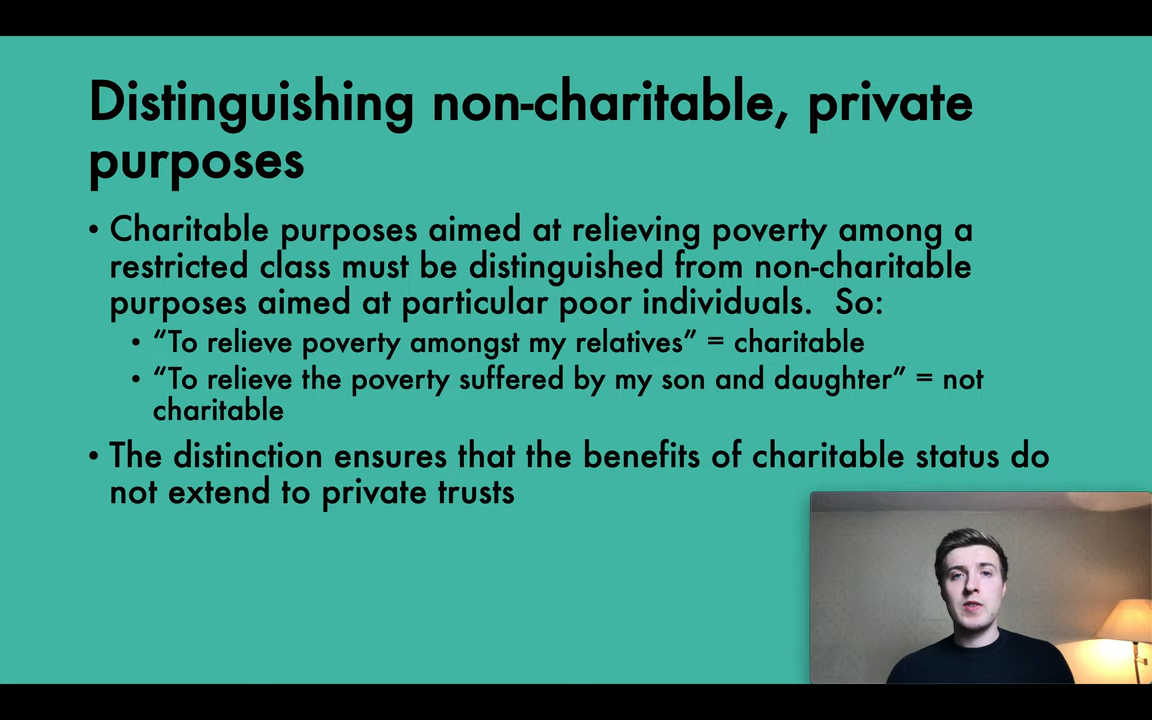 Distinguishing non-charitable, private
purposes
• Charitable purposes aimed at relieving poverty among a
restricted class must be distinguished from non-charitable
purposes aimed at particular poor individuals.  So:
• “To relieve poverty amongst my relatives” = charitable
• “To relieve the poverty suffered by my son and daughter” = not
charitable
• The distinction ensures that the benefits of charitable status do
not extend to private trusts